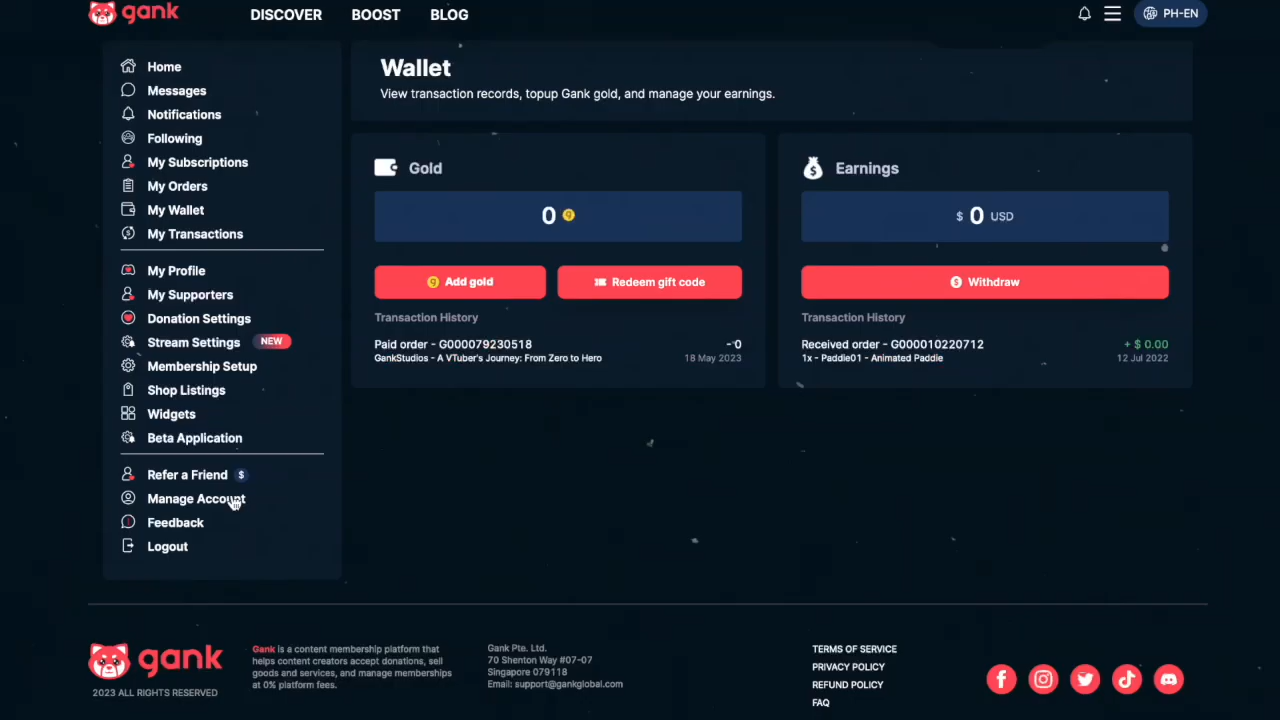 gank
DISCOVER
BOOST
BLOG
PH-EN
Home
Messages
Notifications
Following
My Subscriptions
My Orders
My Wallet
My Transactions
My Profile
My Supporters
Donation Settings
Stream Settings NEW
Membership Setup
Shop Listings
Widgets
Beta Application
Refer a Friend $
Manage Account
Feedback
Logout
Wallet
View transaction records, topup Gank gold, and manage your earnings.
Gold
0 g
g Add gold
Redeem gift code
Transaction History
Paid order - G000079230518
- 0
GankStudios - A VTuber's Journey: From Zero to Hero
18 May 2023
$ Earnings
$ 0 USD
$ Withdraw
Transaction History
Received order - G000010220712
+ $ 0.00
1x - Paddle01 - Animated Paddle
12 Jul 2022
gank
2023 ALL RIGHTS RESERVED
Gank is a content membership platform that
helps content creators accept donations, sell
goods and services, and manage memberships
at 0% platform fees.
Gank Pte. Ltd.
70 Shenton Way #07-07
Singapore 079118
Email: support@gankglobal.com
TERMS OF SERVICE
PRIVACY POLICY
REFUND POLICY
FAQ